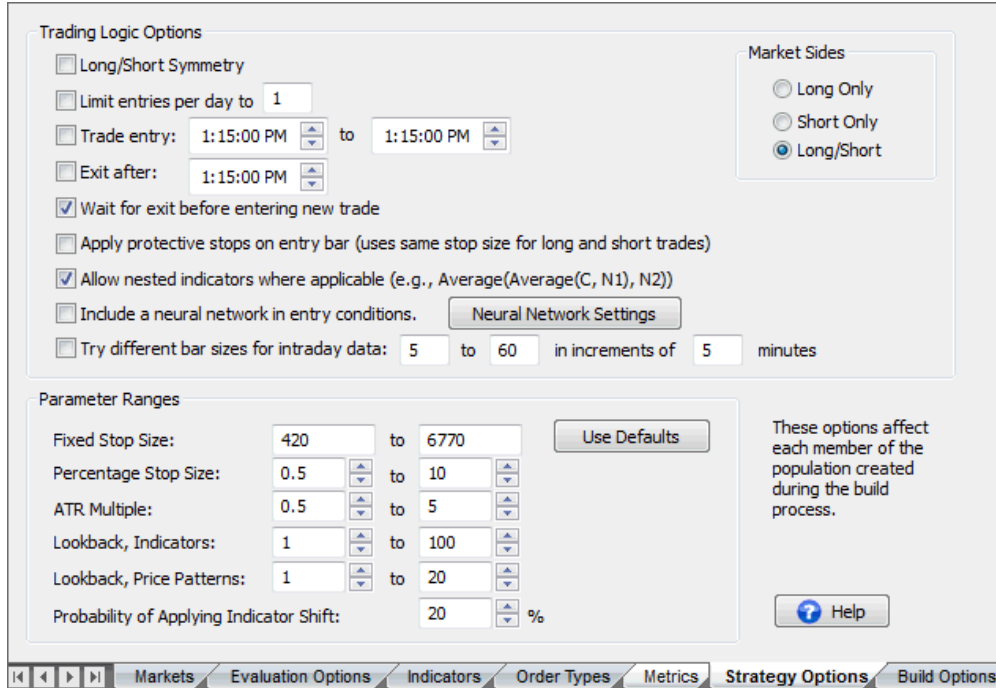 Trading Logic Options
Long/Short Symmetry
Limit entries per day to 1
Trade entry: 1:15:00 PM to 1:15:00 PM
Exit after: 1:15:00 PM
Wait for exit before entering new trade
Apply protective stops on entry bar (uses same stop size for long and short trades)
Allow nested indicators where applicable (e.g., Average(Average(C, N1), N2))
Include a neural network in entry conditions. Neural Network Settings
Try different bar sizes for intraday data: 5 to 60 in increments of 5 minutes
Market Sides
Long Only
Short Only
Long/Short
Parameter Ranges
Fixed Stop Size: 420 to 6770 Use Defaults
Percentage Stop Size: 0.5 to 10
ATR Multiple: 0.5 to 5
Lookback, Indicators: 1 to 100
Lookback, Price Patterns: 1 to 20
Probability of Applying Indicator Shift: 20 %
These options affect
each member of the
population created
during the build
process.
Help
Markets Evaluation Options Indicators Order Types Metrics Strategy Options Build Options